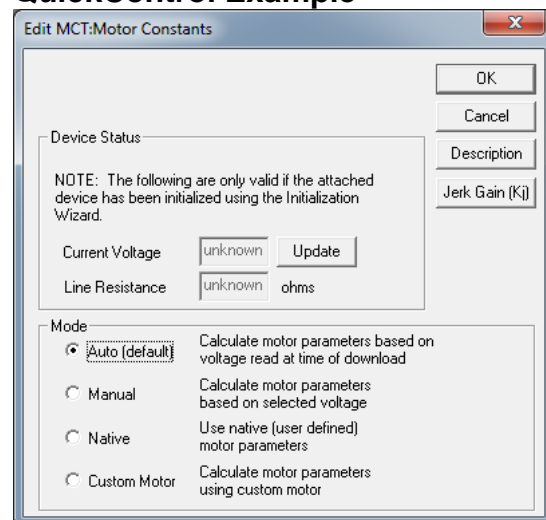 QuickControl Example
Edit MCT:Motor Constants
X
OK
Cancel
Description
Jerk Gain (Kj)
Device Status
NOTE: The following are only valid if the attached
device has been initialized using the Initialization
Wizard.
Current Voltage unknown Update
Line Resistance unknown ohms
Mode
Auto (default) Calculate motor parameters based on
voltage read at time of download
Manual Calculate motor parameters
based on selected voltage
Native Use native (user defined)
motor parameters
Custom Motor Calculate motor parameters
using custom motor